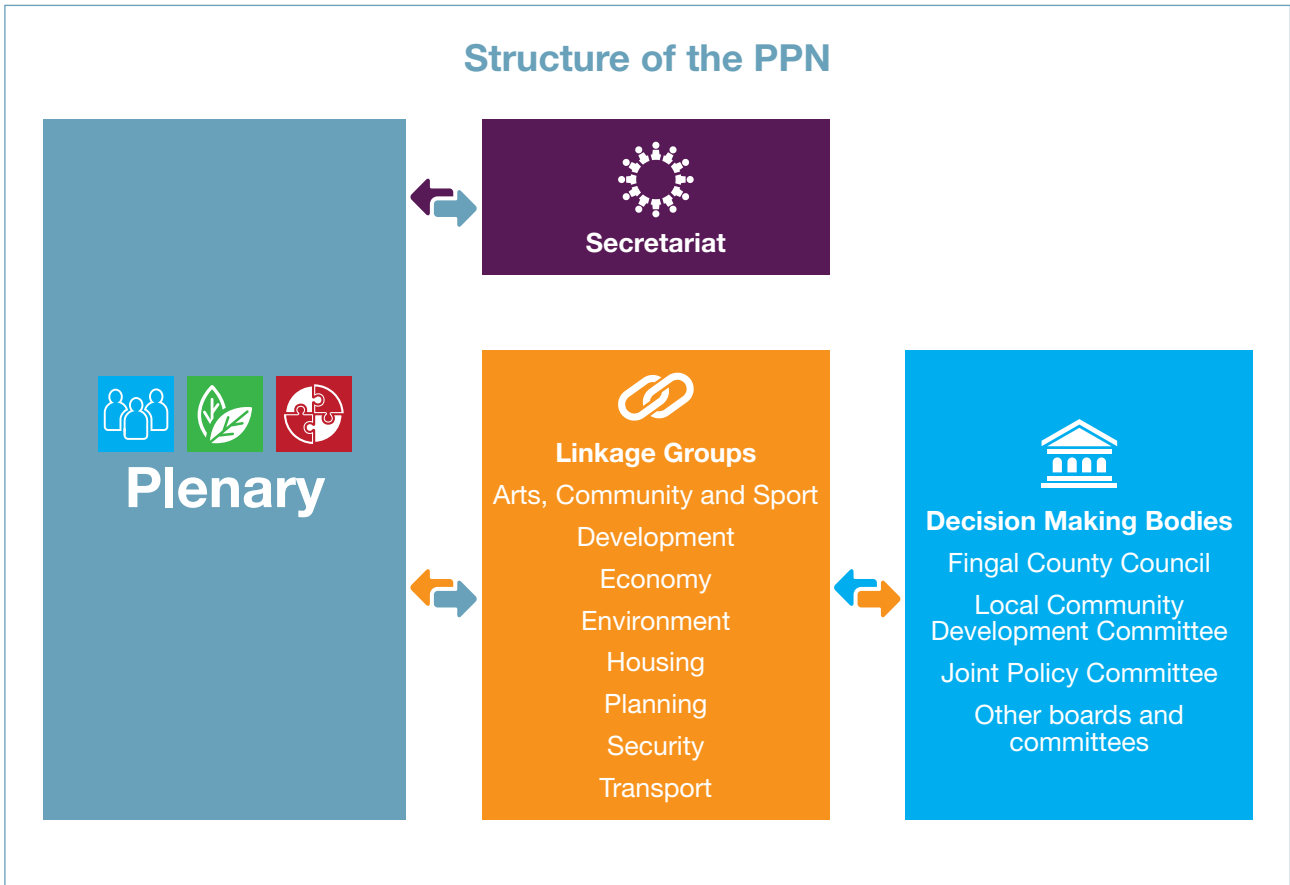 Structure of the PPN
Plenary
Secretariat
Linkage Groups
Arts, Community and Sport
Development
Economy
Environment
Housing
Planning
Security
Transport
Decision Making Bodies
Fingal County Council
Local Community
Development Committee
Joint Policy Committee
Other boards and
committees